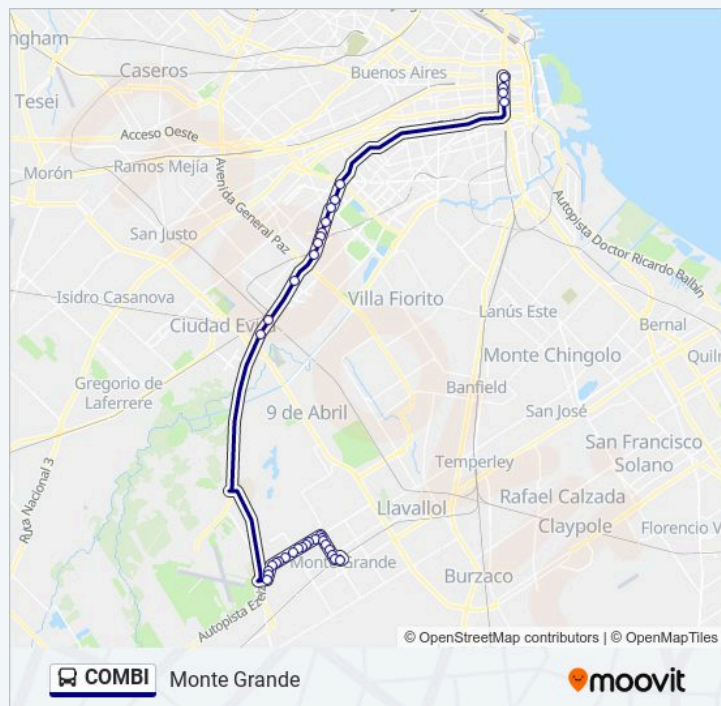 ngham
Caseros
Buenos Aires
Tesei
Acceso Oeste
Morón
Ramos Mejía
Avenida General Paz
San Justo
Autopista Doctor Ricardo Balbín
Isidro Casanova
Villa Fiorito
Lanús Este
Ciudad Evita
Bernal
Monte Chingolo
Quiln
Gregorio de
Laferrere
Banfield
9 de Abril
San José
San Francisco
Solano
Temperley
Ruta Nacional 3
Rafael Calzada
Llavallol
Claypole
Florencio V
Monte Grande
Burzaco
Autopista Ezeiz
© OpenStreetMap contributors | © OpenMapTiles
COMBI Monte Grande
moovit